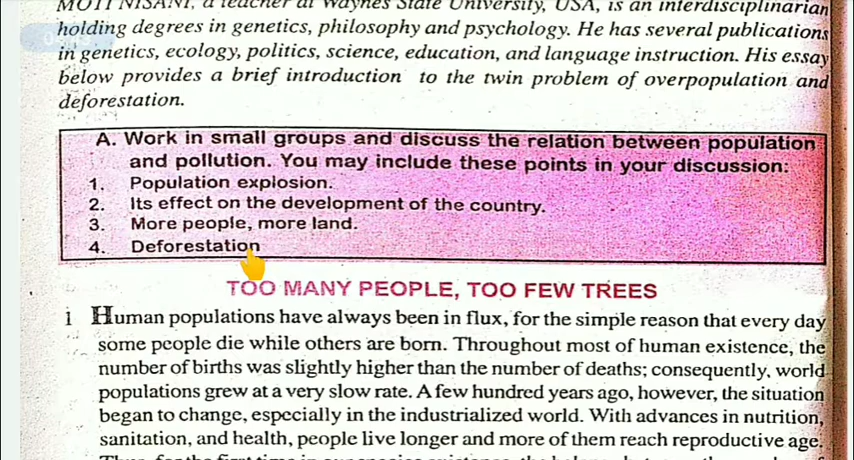 MOTI NISANI, a teacher at Waynes State University, USA, is an interdisciplinarian
holding degrees in genetics, philosophy and psychology. He has several publications
in genetics, ecology, politics, science, education, and language instruction. His essay
below provides a brief introduction to the twin problem of overpopulation and
deforestation.
A. Work in small groups and discuss the relation between population
and pollution. You may include these points in your discussion:
1. Population explosion.
2. Its effect on the development of the country.
3. More people, more land.
4. Deforestation
TOO MANY PEOPLE, TOO FEW TREES
1 Human populations have always been in flux, for the simple reason that every day
some people die while others are born. Throughout most of human existence, the
number of births was slightly higher than the number of deaths; consequently, world
populations grew at a very slow rate. A few hundred years ago, however, the situation
began to change, especially in the industrialized world. With advances in nutrition,
sanitation, and health, people live longer and more of them reach reproductive age.